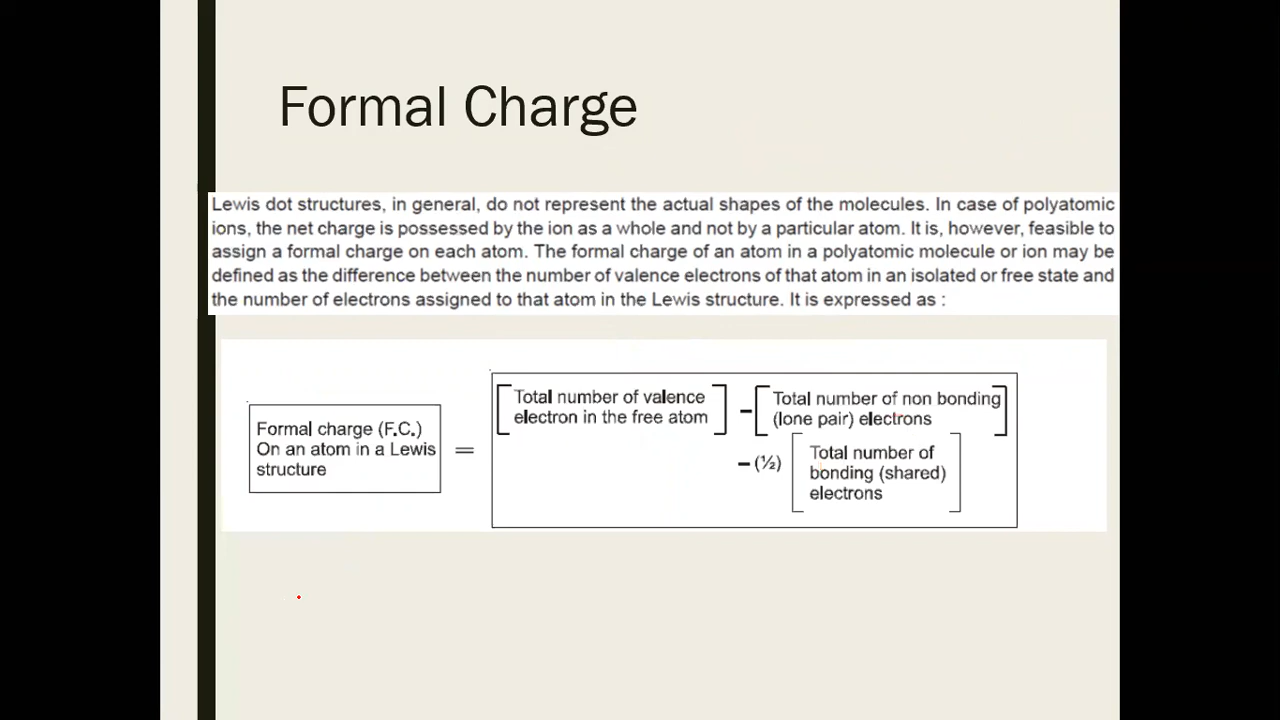 Formal Charge
Lewis dot structures, in general, do not represent the actual shapes of the molecules. In case of polyatomic
ions, the net charge is possessed by the ion as a whole and not by a particular atom. It is, however, feasible to
assign a formal charge on each atom. The formal charge of an atom in a polyatomic molecule or ion may be
defined as the difference between the number of valence electrons of that atom in an isolated or free state and
the number of electrons assigned to that atom in the Lewis structure. It is expressed as :
Formal charge (F.C.)
On an atom in a Lewis
structure
=
[Total number of valence
electron in the free atom]
– [Total number of non bonding
(lone pair) electrons]
– (½) [Total number of
bonding (shared)
electrons]